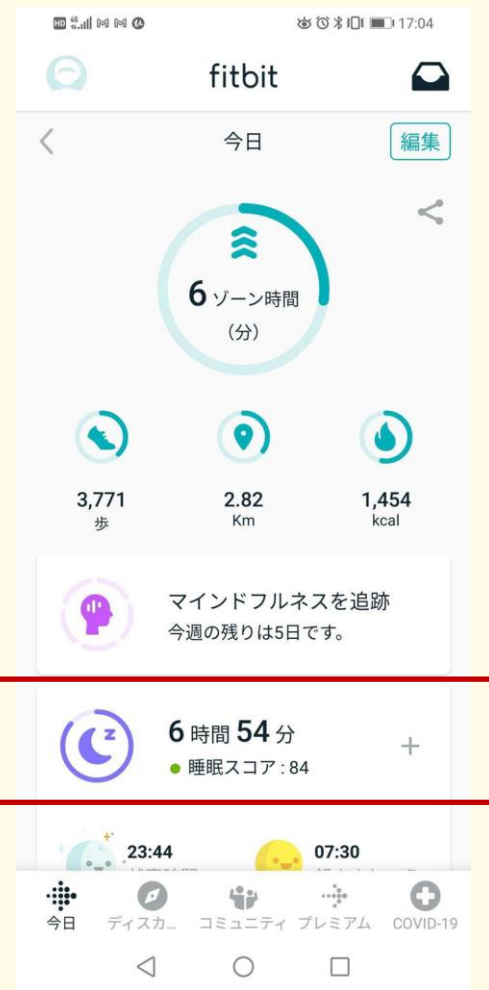 HD 17:04
fitbit
今日
編集
6 ゾーン時間
(分)
3,771
歩
2.82
Km
1,454
kcal
マインドフルネスを追跡
今週の残りは5日です。
6 時間 54 分
睡眠スコア : 84
23:44
07:30
今日
ディスカ...
コミュニティ
プレミアム
COVID-19